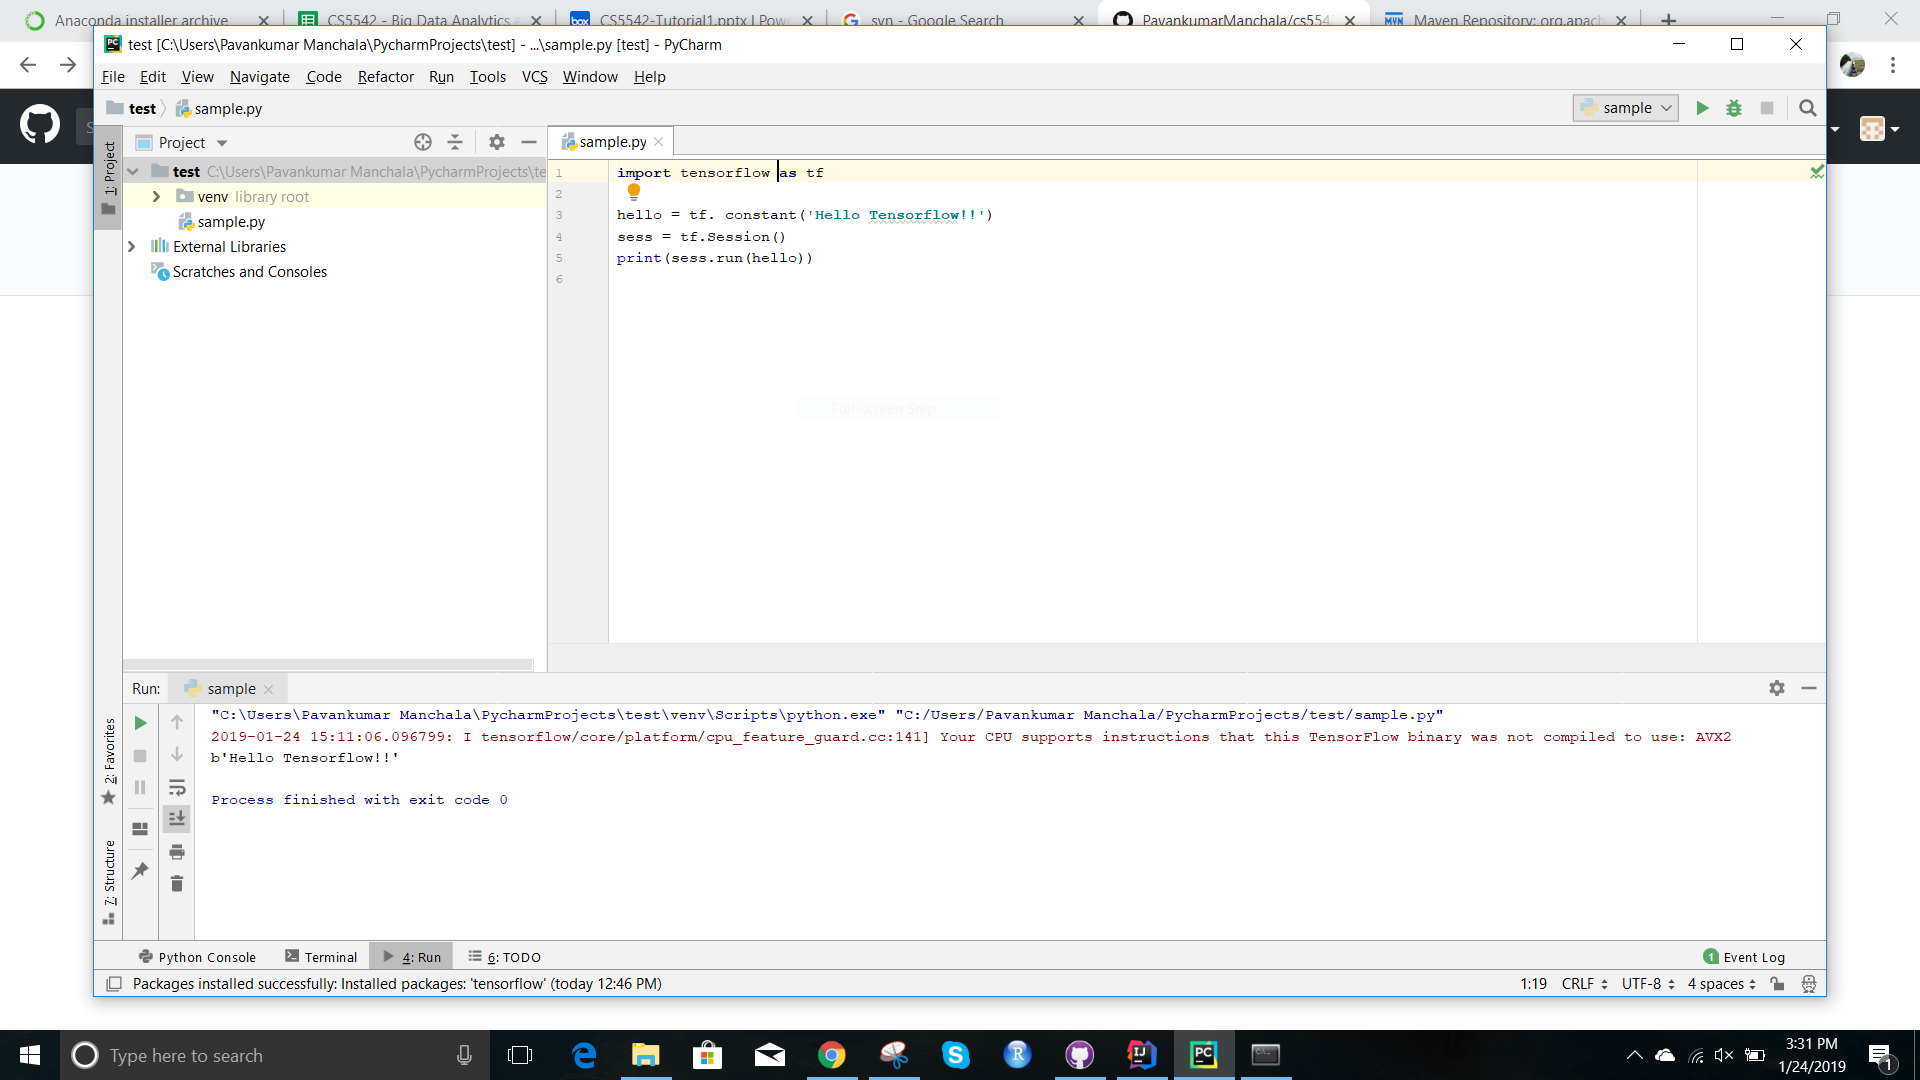 Anaconda installer archive
CS5542 - Big Data Analytics a
CS5542-Tutorial1.pptx | Pow
svn - Google Search
PavankumarManchala/cs554
Maven Repository: org.apach
test [C:\Users\Pavankumar Manchala\PycharmProjects\test] - ...\sample.py [test] - PyCharm
File Edit View Navigate Code Refactor Run Tools VCS Window Help
test sample.py
sample
S
1: Project
Project
sample.py
test C:\Users\Pavankumar Manchala\PycharmProjects\te
venv library root
sample.py
External Libraries
Scratches and Consoles
1 import tensorflow as tf
2
3 hello = tf. constant('Hello Tensorflow!!')
4 sess = tf.Session()
5 print(sess.run(hello))
6
Full-screen Snip
Run: sample
2: Favorites
7: Structure
"C:\Users\Pavankumar Manchala\PycharmProjects\test\venv\Scripts\python.exe" "C:/Users/Pavankumar Manchala/PycharmProjects/test/sample.py"
2019-01-24 15:11:06.096799: I tensorflow/core/platform/cpu_feature_guard.cc:141] Your CPU supports instructions that this TensorFlow binary was not compiled to use: AVX2
b'Hello Tensorflow!!'
Process finished with exit code 0
Python Console Terminal 4: Run 6: TODO
1 Event Log
Packages installed successfully: Installed packages: 'tensorflow' (today 12:46 PM)
1:19 CRLF UTF-8 4 spaces
Type here to search
3:31 PM
1/24/2019
1